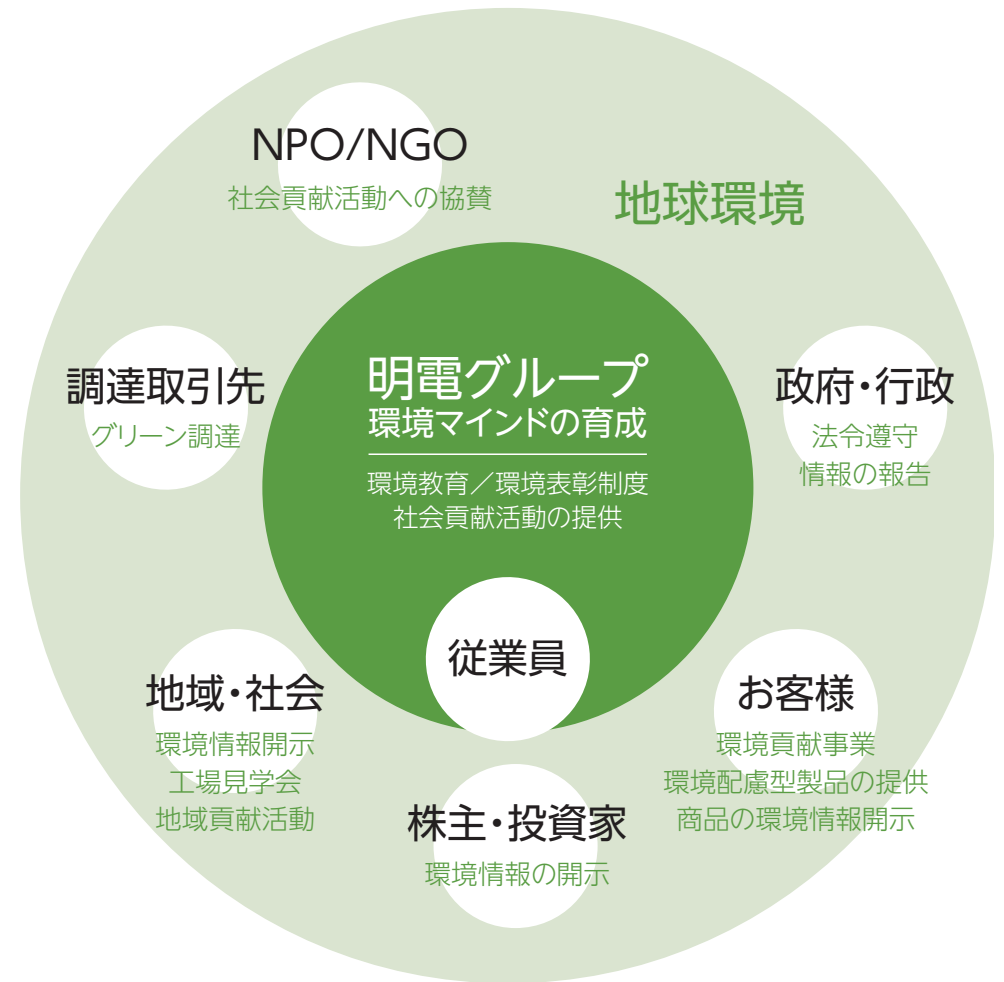 NPO/NGO
社会貢献活動への協賛
地球環境
調達取引先
グリーン調達
明電グループ
環境マインドの育成
環境教育／環境表彰制度
社会貢献活動の提供
政府・行政
法令遵守
情報の報告
従業員
地域・社会
環境情報開示
工場見学会
地域貢献活動
お客様
環境貢献事業
環境配慮型製品の提供
商品の環境情報開示
株主・投資家
環境情報の開示